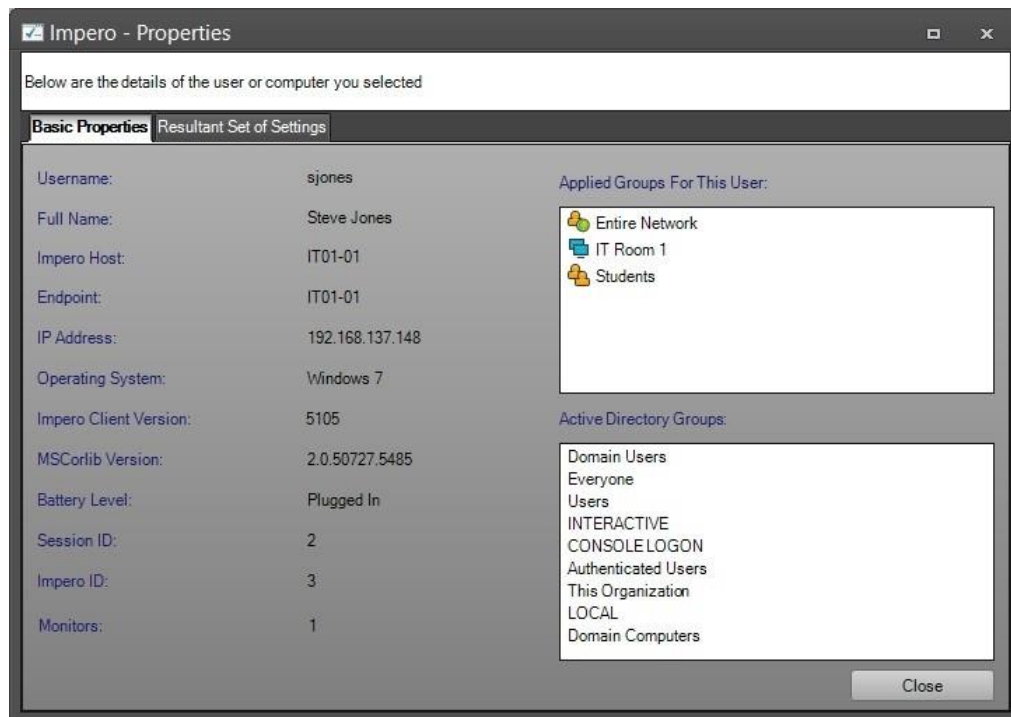 Impero - Properties
Below are the details of the user or computer you selected
Basic Properties Resultant Set of Settings
Username: sjones
Full Name: Steve Jones
Impero Host: IT01-01
Endpoint: IT01-01
IP Address: 192.168.137.148
Operating System: Windows 7
Impero Client Version: 5105
MSCorlib Version: 2.0.50727.5485
Battery Level: Plugged In
Session ID: 2
Impero ID: 3
Monitors: 1
Applied Groups For This User:
Entire Network
IT Room 1
Students
Active Directory Groups:
Domain Users
Everyone
Users
INTERACTIVE
CONSOLE LOGON
Authenticated Users
This Organization
LOCAL
Domain Computers
Close